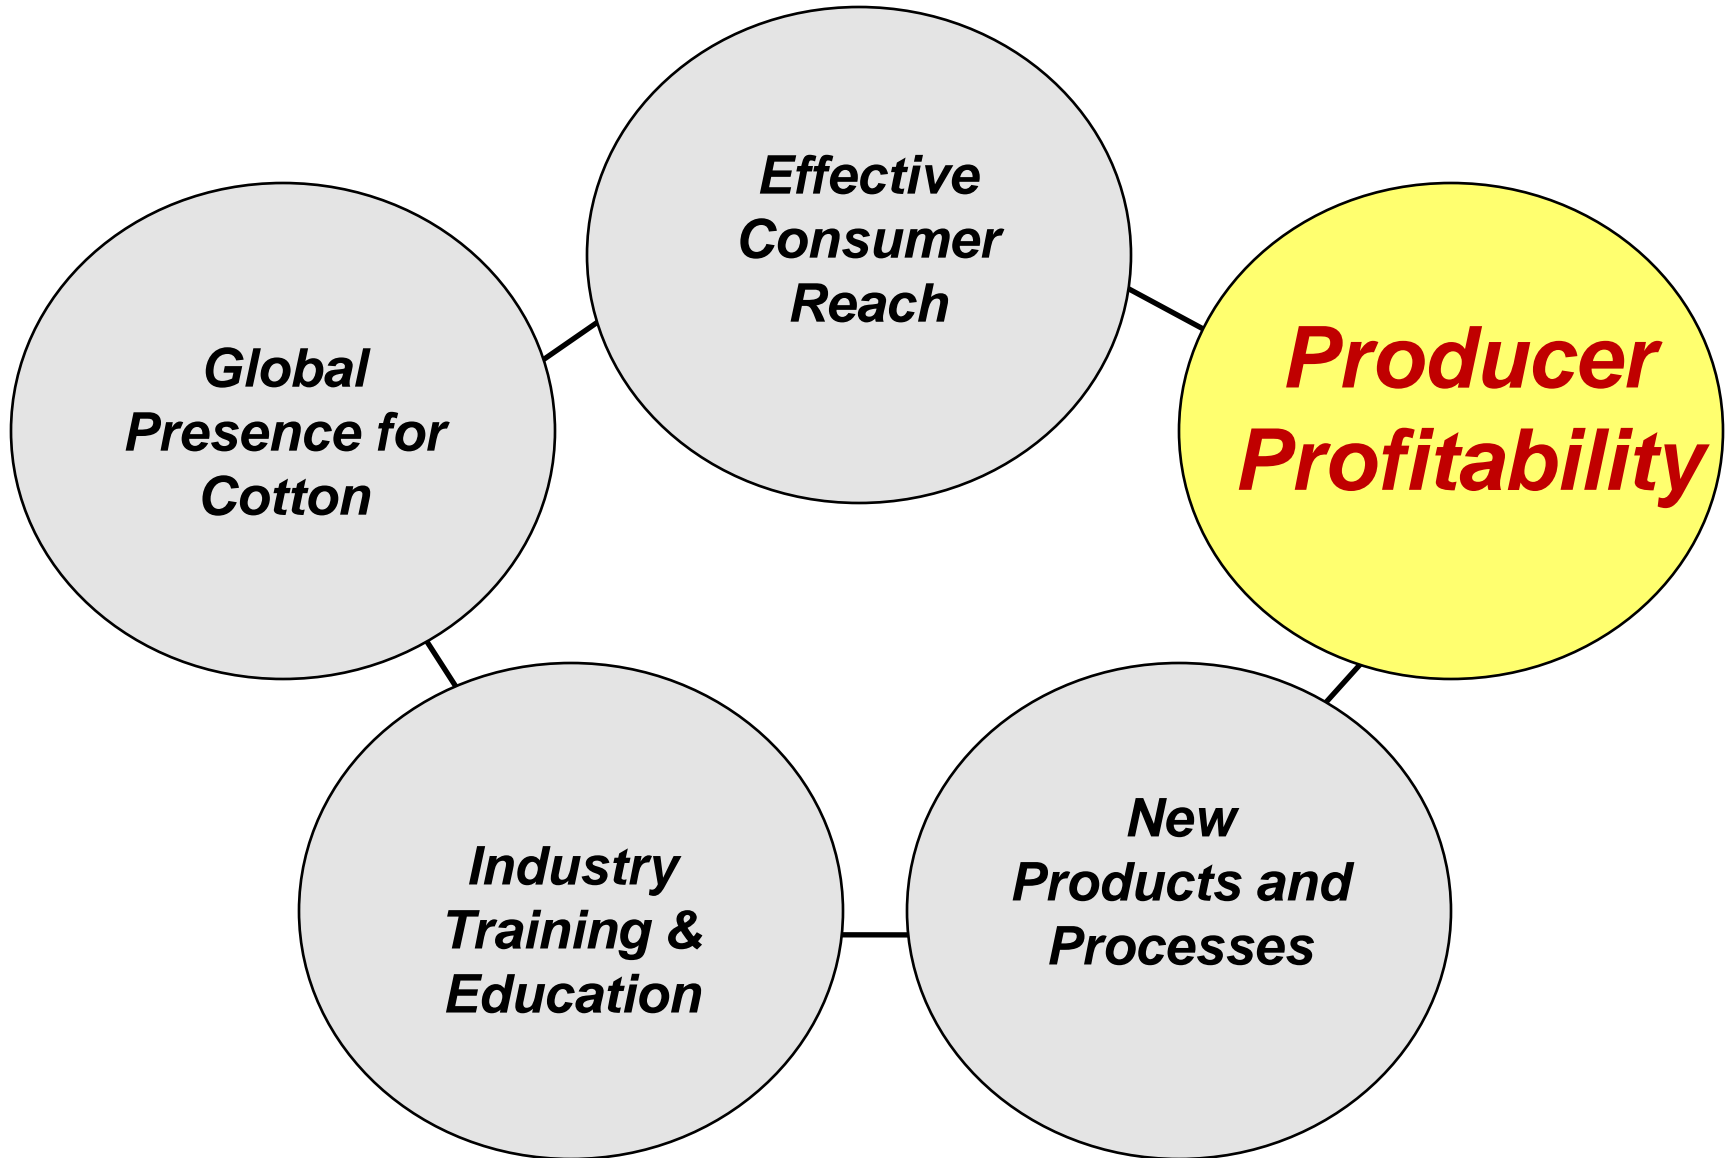 Effective
Consumer
Reach
Producer
Profitability
Global
Presence for
Cotton
New
Products and
Processes
Industry
Training &
Education